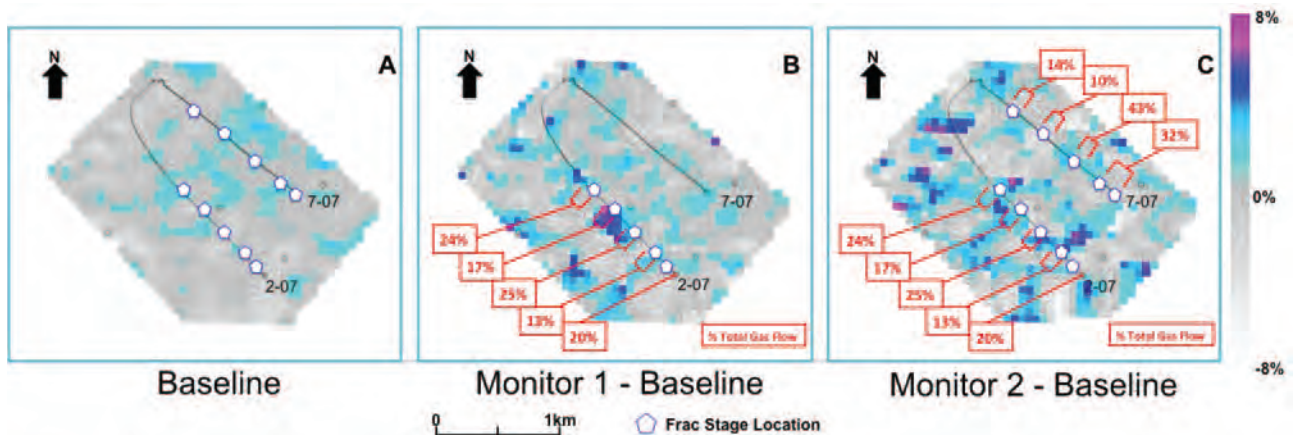 N
A
7-07
2-07
Baseline
N
B
7-07
24%
17%
25%
13%
20%
2-07
% Total Gas Flow
Monitor 1 - Baseline
N
C
14%
10%
43%
32%
7-07
24%
17%
25%
13%
20%
2-07
% Total Gas Flow
Monitor 2 - Baseline
8%
0%
-8%
0 1km
Frac Stage Location